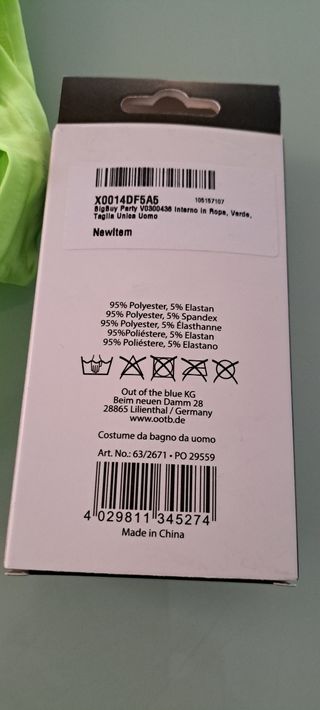 X0014DF5A5
105157107
BigBuy Party V0300436 Interno in Ropa, Verde,
Taglia Unica Uomo
NewItem
95% Polyester, 5% Elastan
95% Polyester, 5% Spandex
95% Polyester, 5% Élasthanne
95%Poliéstere, 5% Elastan
95% Poliéstere, 5% Elastano
Out of the blue KG
Beim neuen Damm 28
28865 Lilienthal / Germany
www.ootb.de
Costume da bagno da uomo
Art. No.: 63/2671 • PO 29559
4 029811 345274
Made in China